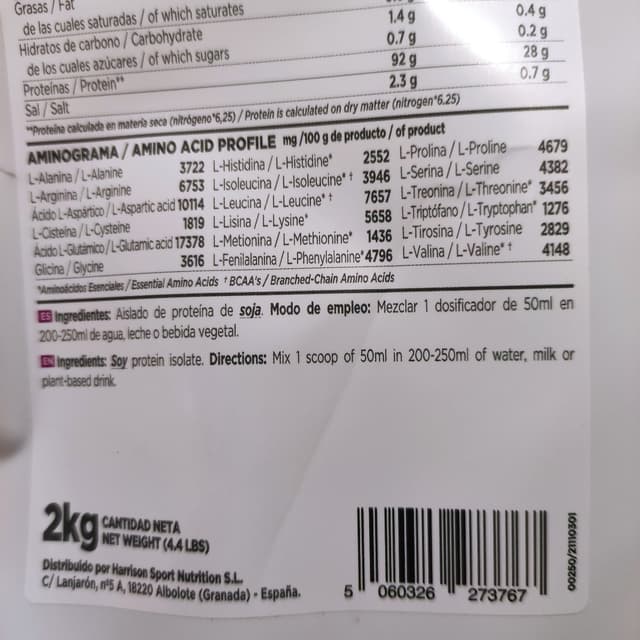 Grasas / Fat
de las cuales saturadas / of which saturates 1.4 g 0.4 g
Hidratos de carbono / Carbohydrate 0.7 g 0.2 g
de los cuales azúcares / of which sugars 92 g 28 g
Proteínas / Protein** 2.3 g 0.7 g
Sal / Salt
**Proteína calculada en materia seca (nitrógeno*6,25) / Protein is calculated on dry matter (nitrogen*6.25)
AMINOGRAMA / AMINO ACID PROFILE mg /100 g de producto / of product
L-Alanina / L-Alanine 3722 L-Histidina / L-Histidine* 2552 L-Prolina / L-Proline 4679
L-Arginina / L-Arginine 6753 L-Isoleucina / L-Isoleucine* † 3946 L-Serina / L-Serine 4382
Ácido L-Aspártico / L-Aspartic acid 10114 L-Leucina / L-Leucine* † 7657 L-Treonina / L-Threonine* 3456
L-Cisteína / L-Cysteine 1819 L-Lisina / L-Lysine* 5658 L-Triptófano / L-Tryptophan* 1276
Ácido L-Glutámico / L-Glutamic acid 17378 L-Metionina / L-Methionine* 1436 L-Tirosina / L-Tyrosine 2829
Glicina / Glycine 3616 L-Fenilalanina / L-Phenylalanine* 4796 L-Valina / L-Valine* † 4148
*Aminoácidos Esenciales / Essential Amino Acids † BCAA's / Branched-Chain Amino Acids
ES Ingredientes: Aislado de proteína de soja. Modo de empleo: Mezclar 1 dosificador de 50ml en
200-250ml de agua, leche o bebida vegetal.
EN Ingredients: Soy protein isolate. Directions: Mix 1 scoop of 50ml in 200-250ml of water, milk or
plant-based drink.
2kg CANTIDAD NETA
NET WEIGHT (4,4 LBS)
Distribuido por Harrison Sport Nutrition S.L.
C/ Lanjarón, nº5 A, 18220 Albolote (Granada) - España.
5 060326 273767
00250/21110301